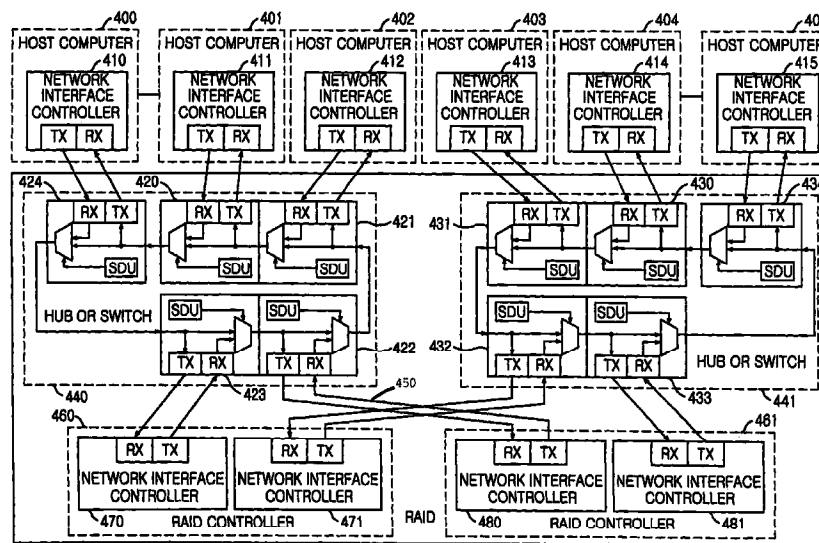 400 401 402 403 404 40
HOST COMPUTER HOST COMPUTER HOST COMPUTER HOST COMPUTER HOST COMPUTER HOST COMPUTER
410 411 412 413 414 415
NETWORK INTERFACE CONTROLLER NETWORK INTERFACE CONTROLLER NETWORK INTERFACE CONTROLLER NETWORK INTERFACE CONTROLLER NETWORK INTERFACE CONTROLLER NETWORK INTERFACE CONTROLLER
TX RX TX RX TX RX TX RX TX RX TX RX
424 420 430 434
RX TX RX TX RX TX RX TX RX TX RX TX
421 431
SDU SDU SDU SDU SDU SDU
HUB OR SWITCH SDU SDU SDU SDU
422 432 HUB OR SWITCH
TX RX TX RX TX RX TX RX
440 423 450 433 441
460 461
RX TX RX TX RX TX RX TX
NETWORK INTERFACE CONTROLLER NETWORK INTERFACE CONTROLLER NETWORK INTERFACE CONTROLLER NETWORK INTERFACE CONTROLLER
470 RAID CONTROLLER 471 RAID 480 RAID CONTROLLER 481